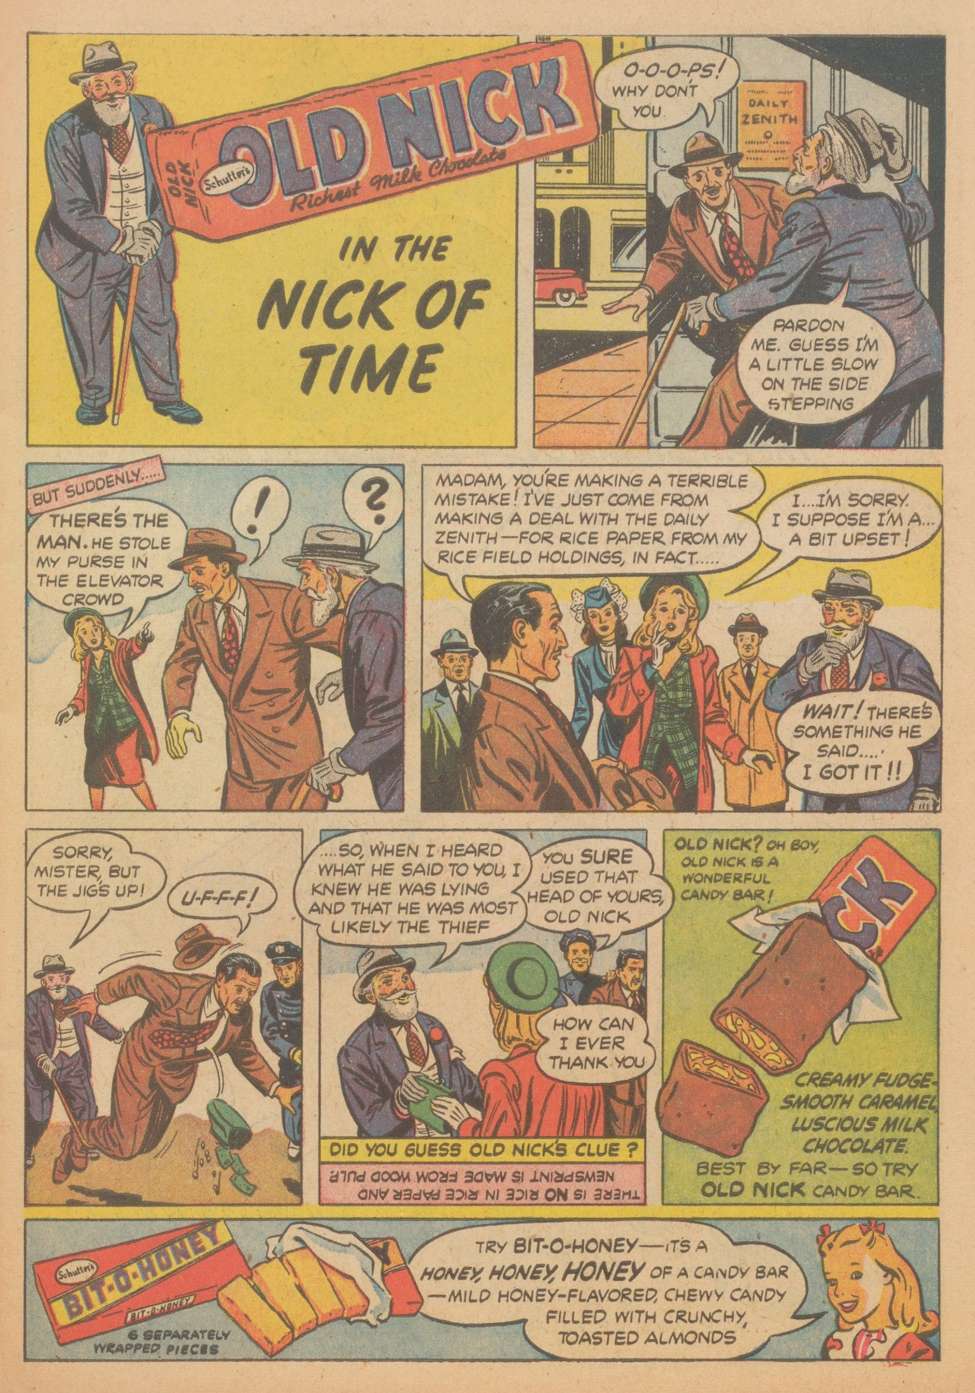 OLD NICK
Schutter's
OLD NICK
Richest Milk Chocolate
IN THE
NICK OF
TIME
O-O-O-PS!
WHY DON'T
YOU.
DAILY
ZENITH
PARDON
ME. GUESS I'M
A LITTLE SLOW
ON THE SIDE
STEPPING
BUT SUDDENLY.....
THERE'S THE
MAN. HE STOLE
MY PURSE IN
THE ELEVATOR
CROWD
!
?
MADAM, YOU'RE MAKING A TERRIBLE
MISTAKE! I'VE JUST COME FROM
MAKING A DEAL WITH THE DAILY
ZENITH—FOR RICE PAPER FROM MY
RICE FIELD HOLDINGS, IN FACT.....
I....I'M SORRY.
I SUPPOSE I'M A...
A BIT UPSET!
WAIT! THERE'S
SOMETHING HE
SAID....
I GOT IT!!
SORRY,
MISTER, BUT
THE JIG'S UP!
U-F-F-F!
....SO, WHEN I HEARD
WHAT HE SAID TO YOU, I
KNEW HE WAS LYING
AND THAT HE WAS MOST
LIKELY THE THIEF
YOU SURE
USED THAT
HEAD OF YOURS,
OLD NICK
HOW CAN
I EVER
THANK YOU
DID YOU GUESS OLD NICK'S CLUE?
THERE IS NO RICE IN RICE PAPER AND
NEWSPRINT IS MADE FROM WOOD PULP
OLD NICK? OH BOY,
OLD NICK IS A
WONDERFUL
CANDY BAR!
CK
CREAMY FUDGE-
SMOOTH CARAMEL,
LUSCIOUS MILK
CHOCOLATE.
BEST BY FAR—SO TRY
OLD NICK CANDY BAR.
Schutter's
BIT-O-HONEY
BIT-O-HONEY
6 SEPARATELY
WRAPPED PIECES
EY
TRY BIT-O-HONEY—IT'S A
HONEY, HONEY, HONEY OF A CANDY BAR
—MILD HONEY-FLAVORED, CHEWY CANDY
FILLED WITH CRUNCHY,
TOASTED ALMONDS